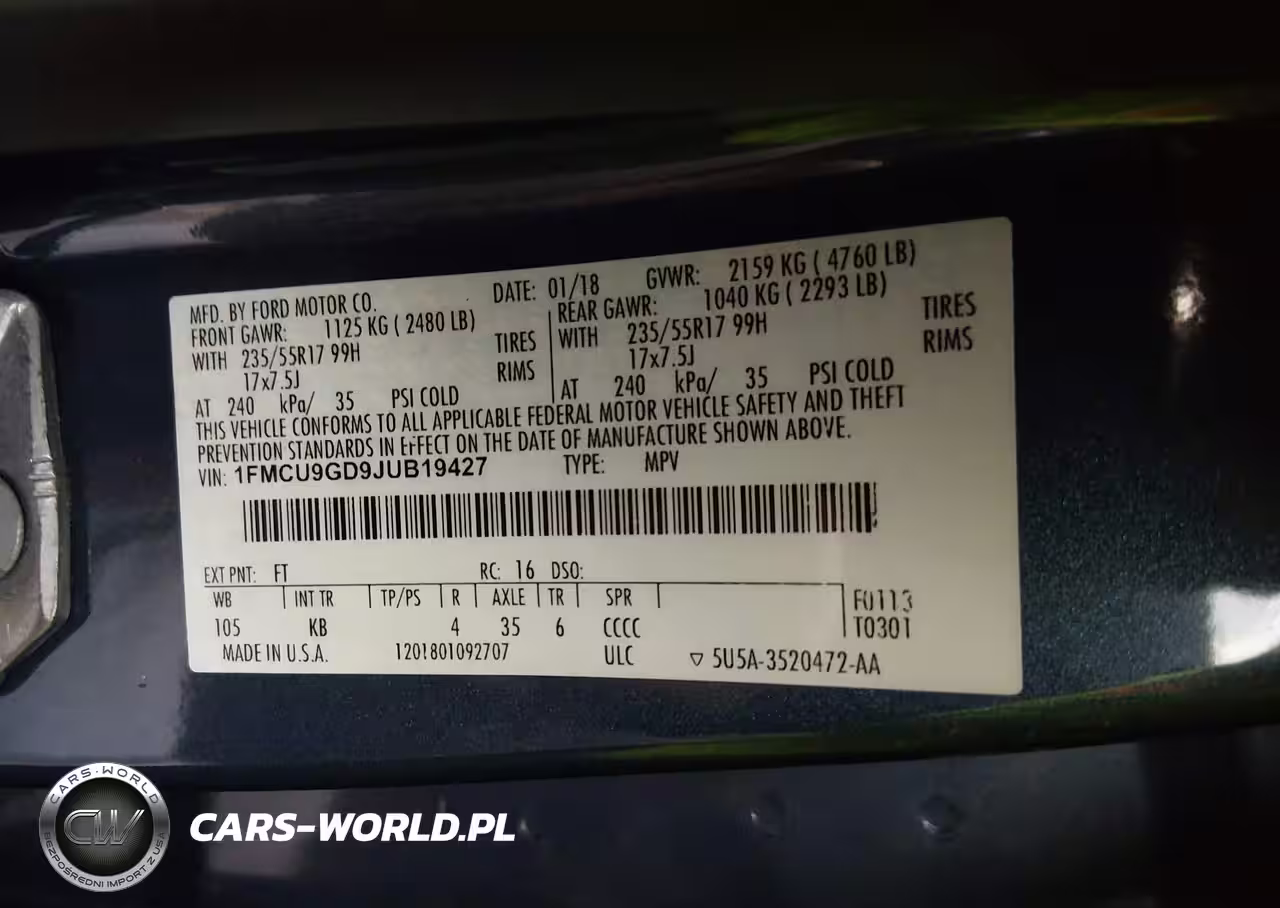 MFD. BY FORD MOTOR CO. DATE: 01/18 GVWR: 2159 KG ( 4760 LB)
FRONT GAWR: 1125 KG ( 2480 LB) REAR GAWR: 1040 KG ( 2293 LB)
WITH 235/55R17 99H TIRES WITH 235/55R17 99H TIRES
17x7.5J RIMS 17x7.5J RIMS
AT 240 kPa/ 35 PSI COLD AT 240 kPa/ 35 PSI COLD
THIS VEHICLE CONFORMS TO ALL APPLICABLE FEDERAL MOTOR VEHICLE SAFETY AND THEFT
PREVENTION STANDARDS IN EFFECT ON THE DATE OF MANUFACTURE SHOWN ABOVE.
VIN: 1FMCU9GD9JUB19427 TYPE: MPV
EXT PNT: FT RC: 16 DSO:
WB INT TR TP/PS R AXLE TR SPR F0113
105 KB 4 35 6 CCCC T0301
MADE IN U.S.A. 1201801092707 ULC ▽ 5U5A-3520472-AA
CARS-WORLD
CW
BEZPOŚREDNI IMPORT Z USA
CARS-WORLD.PL